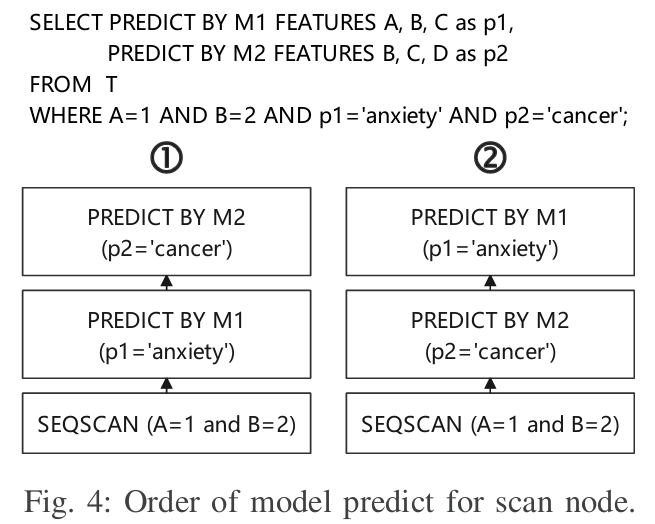 SELECT PREDICT BY M1 FEATURES A, B, C as p1,
PREDICT BY M2 FEATURES B, C, D as p2
FROM T
WHERE A=1 AND B=2 AND p1='anxiety' AND p2='cancer';
①
②
PREDICT BY M2
(p2='cancer')
PREDICT BY M1
(p1='anxiety')
PREDICT BY M1
(p1='anxiety')
PREDICT BY M2
(p2='cancer')
SEQSCAN (A=1 and B=2)
SEQSCAN (A=1 and B=2)
Fig. 4: Order of model predict for scan node.